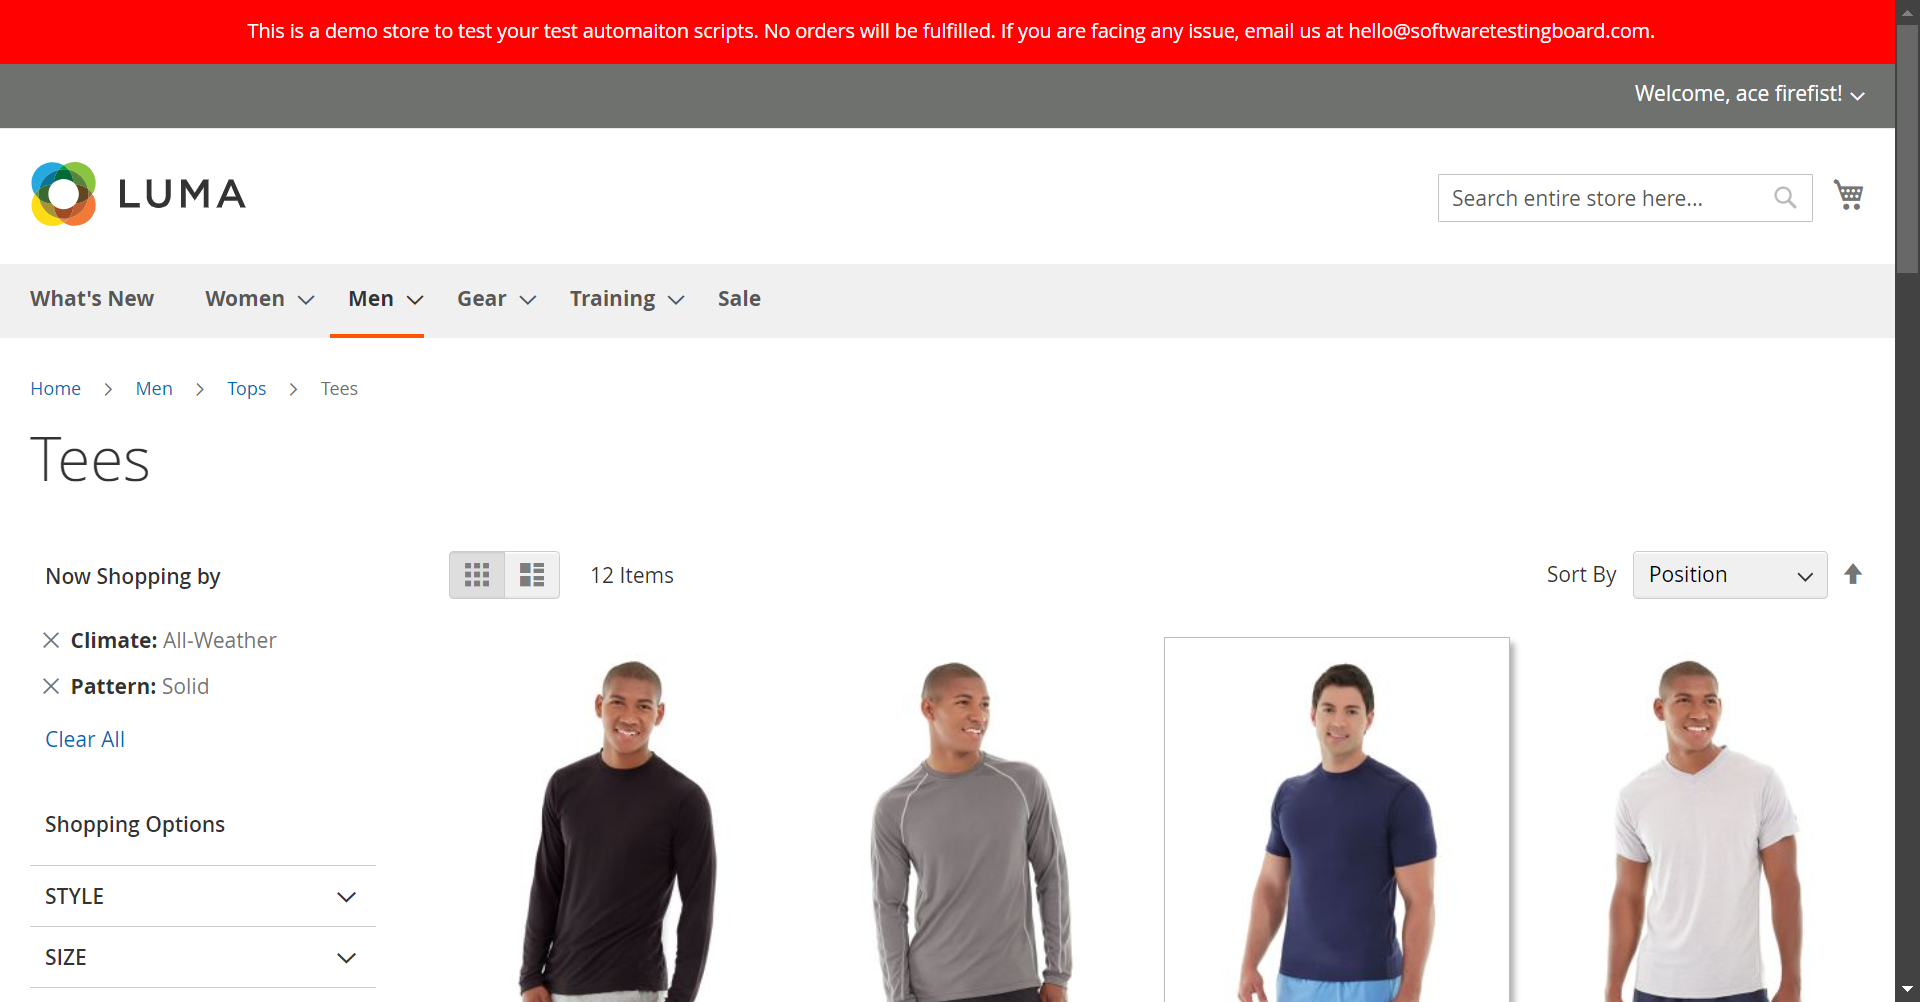 This is a demo store to test your test automaiton scripts. No orders will be fulfilled. If you are facing any issue, email us at hello@softwaretestingboard.com.
Welcome, ace firefist!
LUMA
Search entire store here...
What's New
Women
Men
Gear
Training
Sale
Home
Men
Tops
Tees
Tees
Now Shopping by
12 Items
Sort By
Position
Climate: All-Weather
Pattern: Solid
Clear All
Shopping Options
STYLE
SIZE